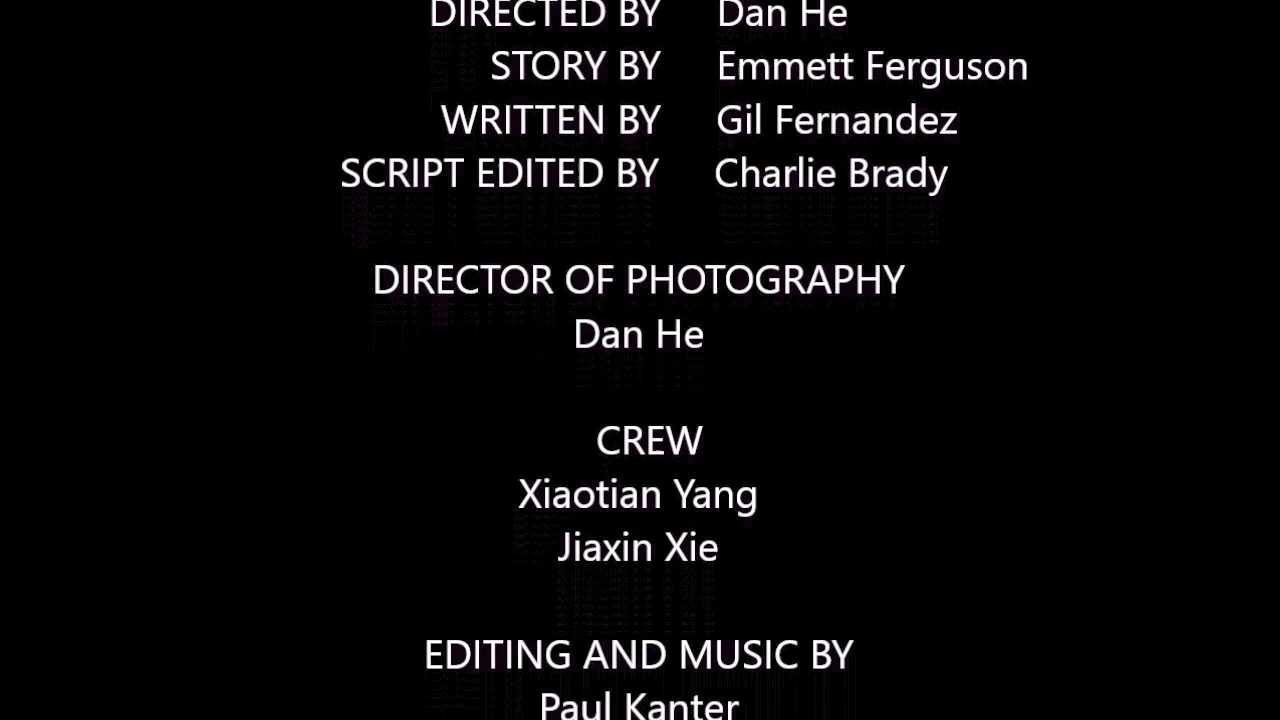 DIRECTED BY Dan He
STORY BY Emmett Ferguson
WRITTEN BY Gil Fernandez
SCRIPT EDITED BY Charlie Brady
DIRECTOR OF PHOTOGRAPHY
Dan He
CREW
Xiaotian Yang
Jiaxin Xie
EDITING AND MUSIC BY
Paul Kanter